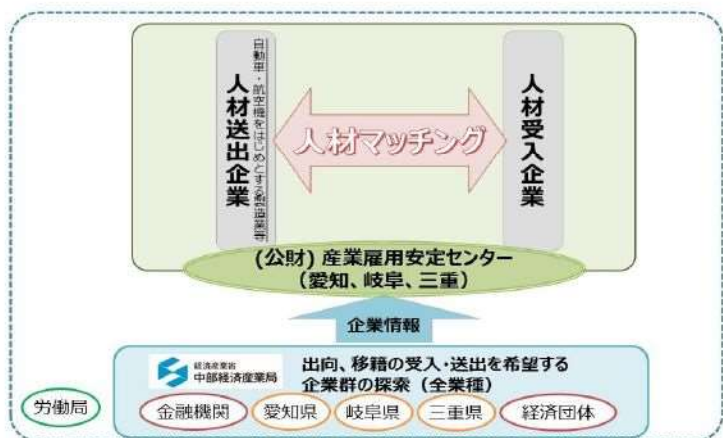 人材送出企業
自動車・航空機をはじめとする製造業等
人材マッチング
人材受入企業
(公財) 産業雇用安定センター
（愛知、岐阜、三重）
企業情報
経済産業省
中部経済産業局
出向、移籍の受入・送出を希望する
企業群の探索（全業種）
労働局
金融機関
愛知県
岐阜県
三重県
経済団体